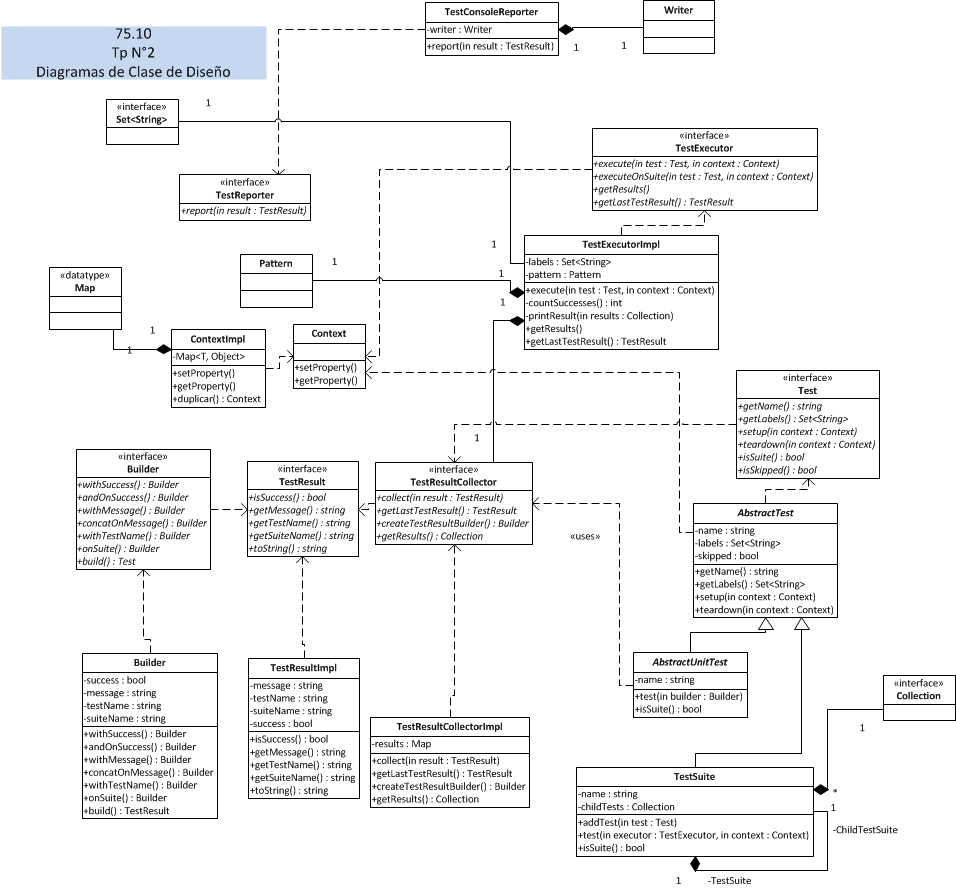 75.10
Tp N°2
Diagramas de Clase de Diseño
TestConsoleReporter
-writer : Writer
+report(in result : TestResult)
1
1
Writer
«interface»
Set<String>
1
«interface»
TestReporter
+report(in result : TestResult)
«interface»
TestExecutor
+execute(in test : Test, in context : Context)
+executeOnSuite(in test : Test, in context : Context)
+getResults()
+getLastTestResult() : TestResult
1
TestExecutorImpl
-labels : Set<String>
-pattern : Pattern
+execute(in test : Test, in context : Context)
-countSuccesses() : int
-printResult(in results : Collection)
+getResults()
+getLastTestResult() : TestResult
Pattern
1
1
1
«datatype»
Map
1
1
ContextImpl
-Map<T, Object>
+setProperty()
+getProperty()
+duplicar() : Context
Context
+setProperty()
+getProperty()
«interface»
Test
+getName() : string
+getLabels() : Set<String>
+setup(in context : Context)
+teardown(in context : Context)
+isSuite() : bool
+isSkipped() : bool
1
«interface»
Builder
+withSuccess() : Builder
+andOnSuccess() : Builder
+withMessage() : Builder
+concatOnMessage() : Builder
+withTestName() : Builder
+onSuite() : Builder
+build() : Test
«interface»
TestResult
+isSuccess() : bool
+getMessage() : string
+getTestName() : string
+getSuiteName() : string
+toString() : string
«interface»
TestResultCollector
+collect(in result : TestResult)
+getLastTestResult() : TestResult
+createTestResultBuilder() : Builder
+getResults() : Collection
«uses»
AbstractTest
-name : string
-labels : Set<String>
-skipped : bool
+getName() : string
+getLabels() : Set<String>
+setup(in context : Context)
+teardown(in context : Context)
Builder
-success : bool
-message : string
-testName : string
-suiteName : string
+withSuccess() : Builder
+andOnSuccess() : Builder
+withMessage() : Builder
+concatOnMessage() : Builder
+withTestName() : Builder
+onSuite() : Builder
+build() : TestResult
TestResultImpl
-message : string
-testName : string
-suiteName : string
-success : bool
+isSuccess() : bool
+getMessage() : string
+getTestName() : string
+getSuiteName() : string
+toString() : string
TestResultCollectorImpl
-results : Map
+collect(in result : TestResult)
+getLastTestResult() : TestResult
+createTestResultBuilder() : Builder
+getResults() : Collection
AbstractUnitTest
-name : string
+test(in builder : Builder)
+isSuite() : bool
«interface»
Collection
1
TestSuite
-name : string
-childTests : Collection
+addTest(in test : Test)
+test(in executor : TestExecutor, in context : Context)
+isSuite() : bool
*
1
-ChildTestSuite
1
-TestSuite